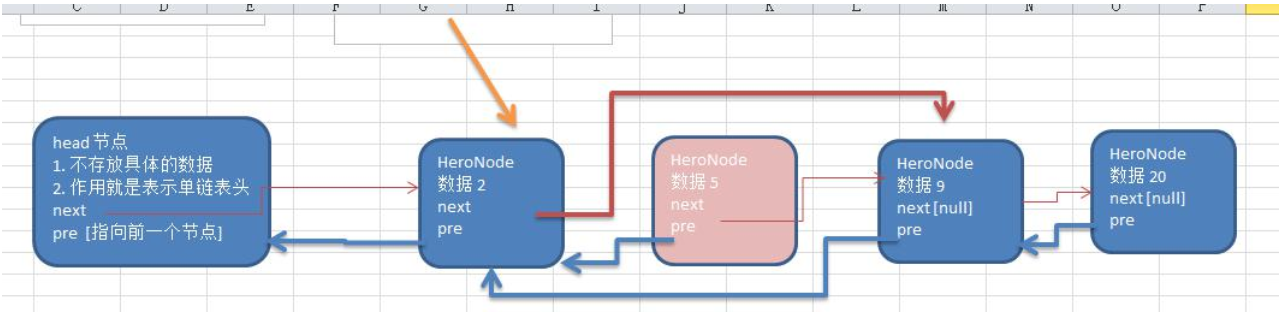 head 节点
1. 不存放具体的数据
2. 作用就是表示单链表头
next
pre [指向前一个节点]
HeroNode
数据 2
next
pre
HeroNode
数据 5
next
pre
HeroNode
数据 9
next [null]
pre
HeroNode
数据 20
next [null]
pre